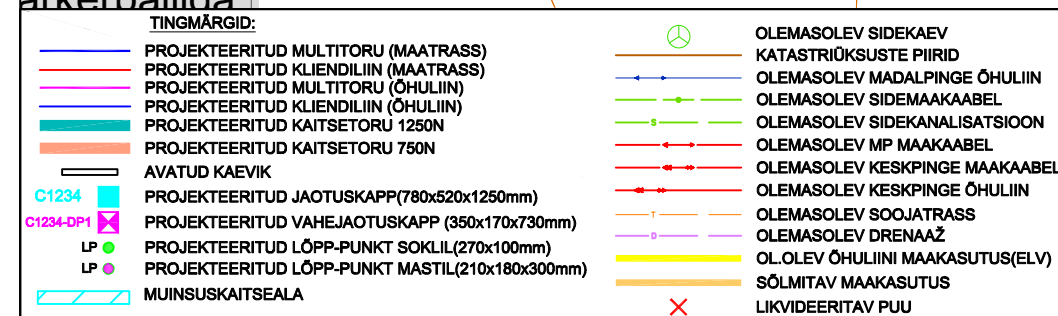 TINGMÄRGID:
PROJEKTEERITUD MULTITORU (MAATRASS)
PROJEKTEERITUD KLIENDILIIN (MAATRASS)
PROJEKTEERITUD MULTITORU (ÕHULIIN)
PROJEKTEERITUD KLIENDILIIN (ÕHULIIN)
PROJEKTEERITUD KAITSETORU 1250N
PROJEKTEERITUD KAITSETORU 750N
AVATUD KAEVIK
C1234 PROJEKTEERITUD JAOTUSKAPP(780x520x1250mm)
C1234-DP1 PROJEKTEERITUD VAHEJAOTUSKAPP (350x170x730mm)
LP PROJEKTEERITUD LÕPP-PUNKT SOKLIL(270x100mm)
LP PROJEKTEERITUD LÕPP-PUNKT MASTIL(210x180x300mm)
MUINSUSKAITSEALA
OLEMASOLEV SIDEKAEV
KATASTRIÜKSUSTE PIIRID
OLEMASOLEV MADALPINGE ÕHULIIN
OLEMASOLEV SIDEMAAKAABEL
S OLEMASOLEV SIDEKANALISATSIOON
OLEMASOLEV MP MAAKAABEL
OLEMASOLEV KESKPINGE MAAKAABEL
OLEMASOLEV KESKPINGE ÕHULIIN
T OLEMASOLEV SOOJATRASS
D OLEMASOLEV DRENAAŽ
OL.OLEV ÕHULIINI MAAKASUTUS(ELV)
SÕLMITAV MAAKASUTUS
LIKVIDEERITAV PUU